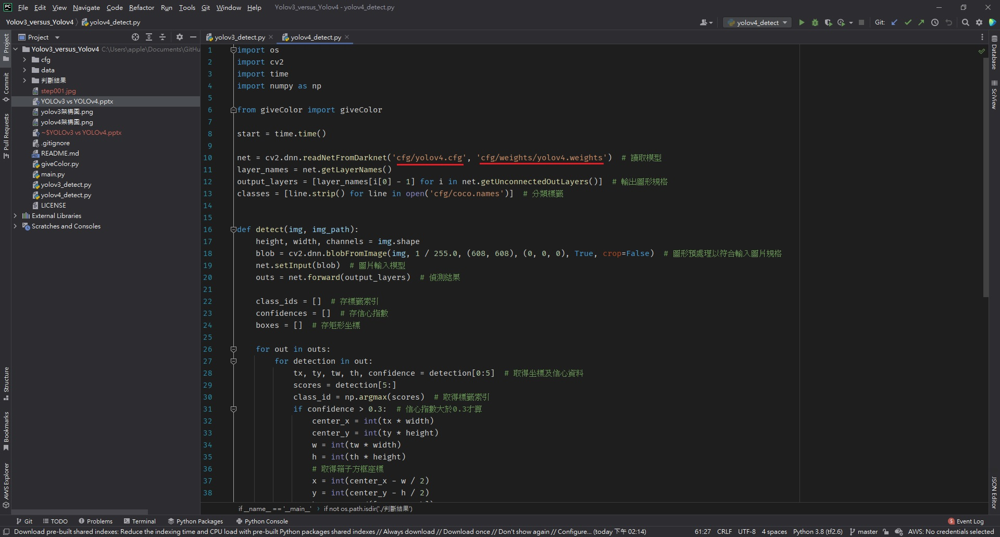 File Edit View Navigate Code Refactor Run Tools Git Window Help Yolov3_versus_Yolov4 - yolov4_detect.py
Yolov3_versus_Yolov4 yolov4_detect.py yolov4_detect Git:
Project
yolov3_detect.py yolov4_detect.py
Yolov3_versus_Yolov4 C:\Users\apple\Documents\GitHu
cfg
data
判斷結果
step001.jpg
YOLOv3 vs YOLOv4.pptx
yolov3架構圖.png
yolov4架構圖.png
~$YOLOv3 vs YOLOv4.pptx
.gitignore
README.md
giveColor.py
main.py
yolov3_detect.py
yolov4_detect.py
LICENSE
External Libraries
Scratches and Consoles
Project
Commit
Pull Requests
Structure
Bookmarks
AWS Explorer
1 import os
2 import cv2
3 import time
4 import numpy as np
5
6 from giveColor import giveColor
7
8 start = time.time()
9
10 net = cv2.dnn.readNetFromDarknet('cfg/yolov4.cfg', 'cfg/weights/yolov4.weights')  # 讀取模型
11 layer_names = net.getLayerNames()
12 output_layers = [layer_names[i[0] - 1] for i in net.getUnconnectedOutLayers()]  # 輸出圖形規格
13 classes = [line.strip() for line in open('cfg/coco.names')]  # 分類標籤
14
15
16 def detect(img, img_path):
17     height, width, channels = img.shape
18     blob = cv2.dnn.blobFromImage(img, 1 / 255.0, (608, 608), (0, 0, 0), True, crop=False)  # 圖形預處理以符合輸入圖片規格
19     net.setInput(blob)  # 圖片輸入模型
20     outs = net.forward(output_layers)  # 偵測結果
21
22     class_ids = []  # 存標籤索引
23     confidences = []  # 存信心指數
24     boxes = []  # 存矩形坐標
25
26     for out in outs:
27         for detection in out:
28             tx, ty, tw, th, confidence = detection[0:5]  # 取得坐標及信心資料
29             scores = detection[5:]
30             class_id = np.argmax(scores)  # 取得標籤索引
31             if confidence > 0.3:  # 信心指數大於0.3才算
32                 center_x = int(tx * width)
33                 center_y = int(ty * height)
34                 w = int(tw * width)
35                 h = int(th * height)
36                 # 取得箱子方框座標
37                 x = int(center_x - w / 2)
38                 y = int(center_y - h / 2)
if __name__ == '__main__' if not os.path.isdir('./判斷結果')
Database
SciView
JSON Editor
Git TODO Problems Terminal Python Packages Python Console 5 Event Log
Download pre-built shared indexes: Reduce the indexing time and CPU load with pre-built Python packages shared indexes // Always download // Download once // Don't show again // Configure... (today 下午 02:14) 61:27 CRLF UTF-8 4 spaces Python 3.8 (tf2.6) master AWS: No credentials selected